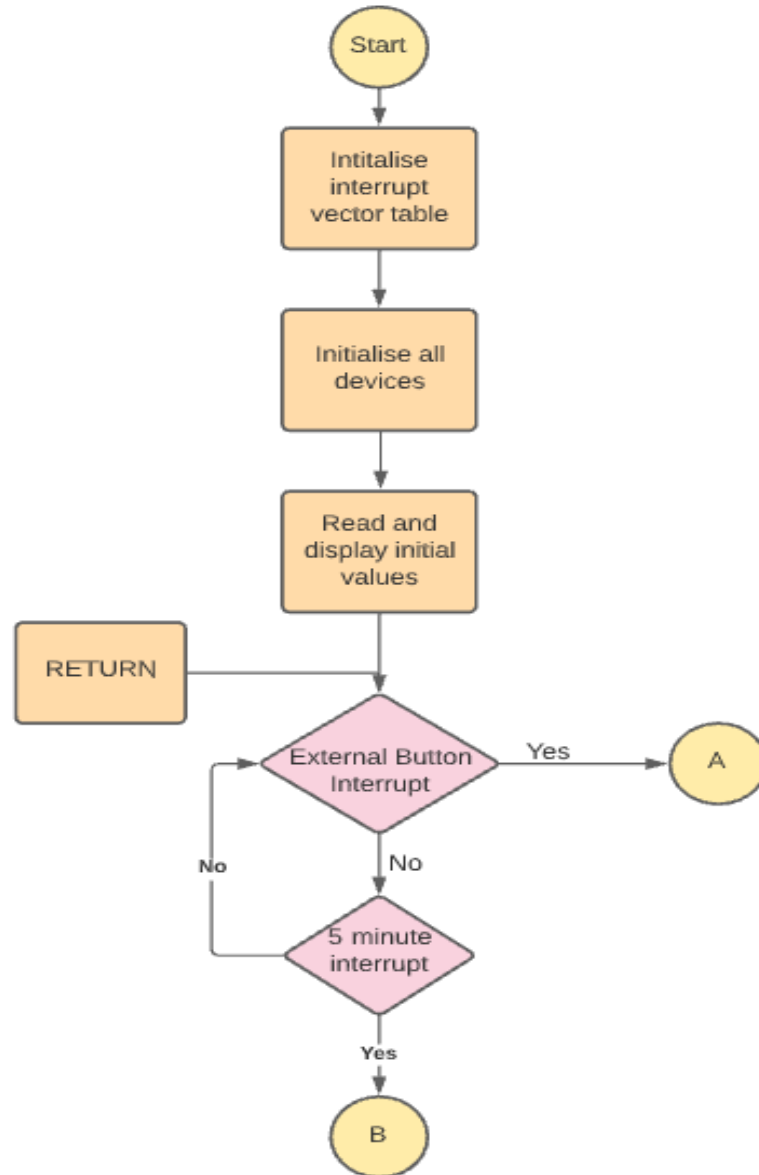 Start
Intitalise
interrupt
vector table
Initialise all
devices
Read and
display initial
values
RETURN
External Button
Interrupt
Yes
A
No
No
5 minute
interrupt
Yes
B